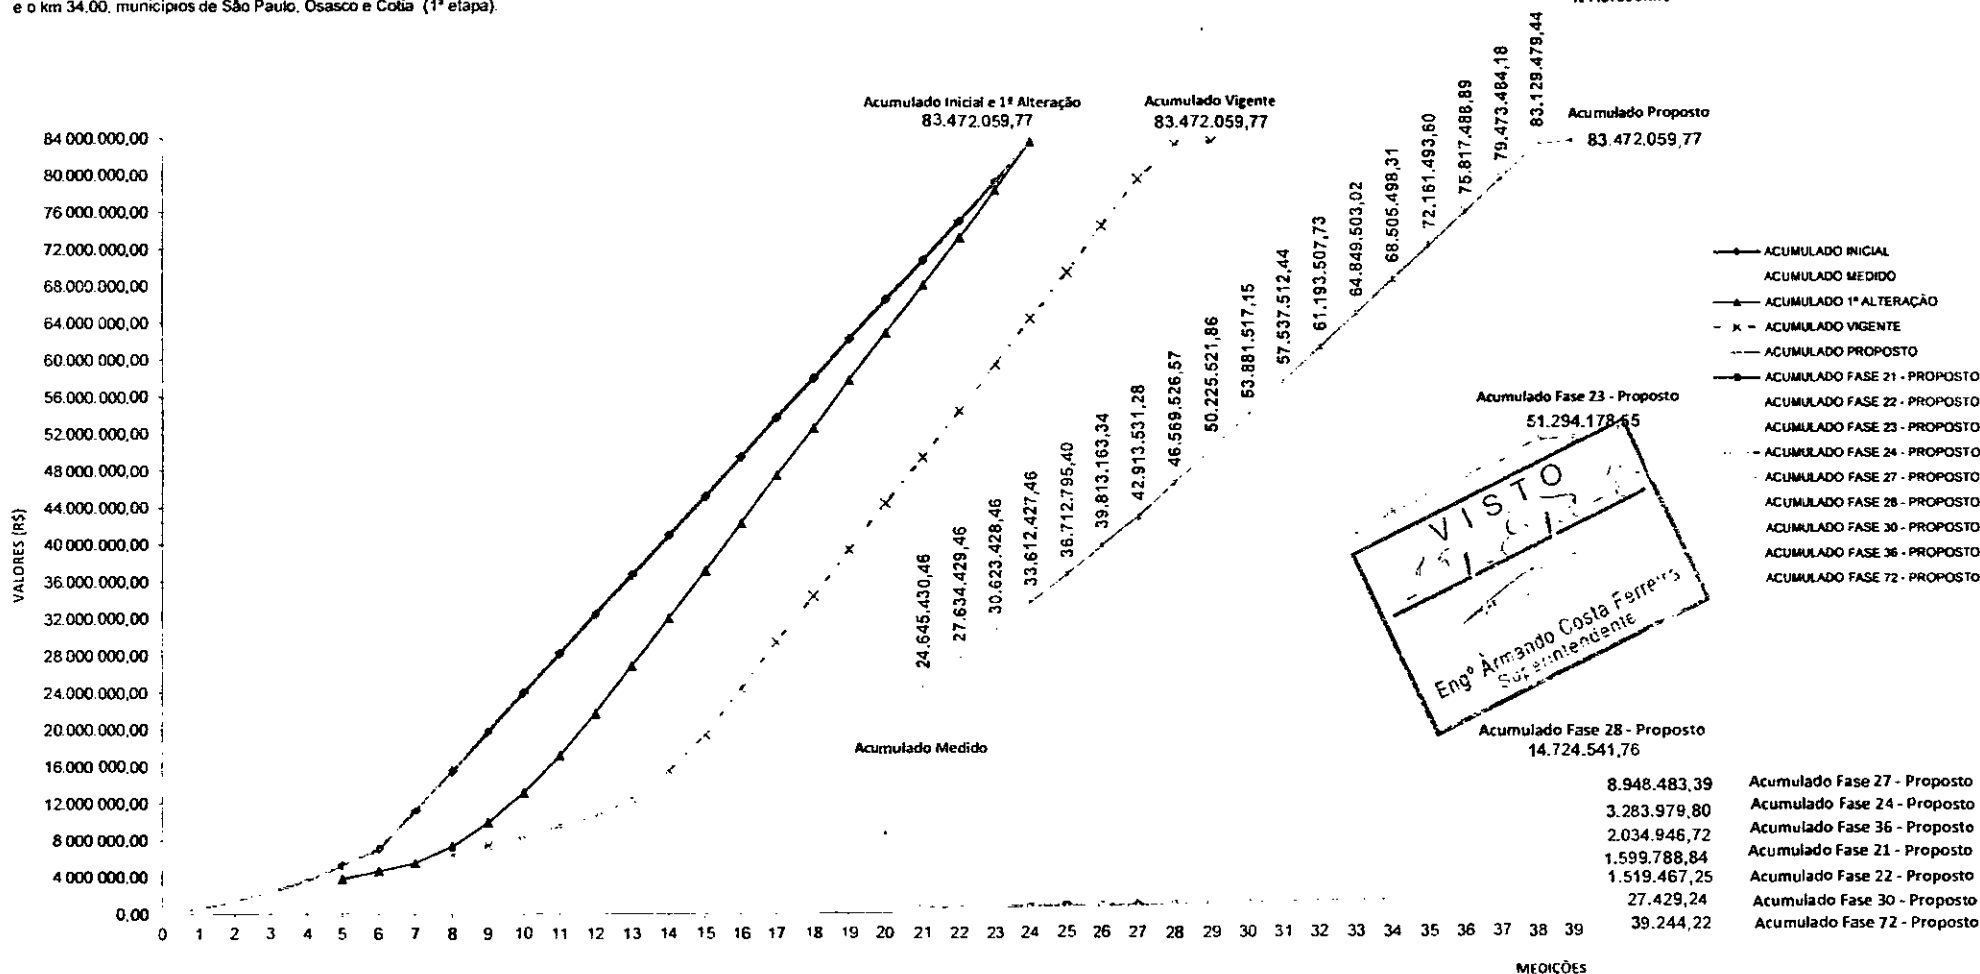 e o km 34.00, municípios de São Paulo, Osasco e Cotia (1ª etapa).
Acumulado Inicial e 1ª Alteração
83.472.059,77
Acumulado Vigente
83.472.059,77
Acumulado Proposto
83.472.059,77
VALORES (R$)
84 000.000,00
80.000.000,00
76 000.000,00
72.000.000,00
68.000.000,00
64 000 000,00
60 000.000,00
56 000.000,00
52.000.000,00
48 000.000,00
44.000.000,00
40 000.000,00
36 000.000,00
32 000.000,00
28 000 000,00
24 000.000,00
20 000.000,00
16 000.000,00
12 000.000,00
8 000.000,00
4 000 000,00
0,00
24.645.430,46
27.634.429,46
30.623.428,46
33.612.427,46
36.712.795,40
39.813.163,34
42.913.531,28
46.569.526,57
50.225.521,86
53.881.517,15
57.537.512,44
61.193.507,73
64.849.503,02
68.505.498,31
72.161.493,60
75.817.488,89
79.473.484,18
83.129.479,44
ACUMULADO INICIAL
ACUMULADO MEDIDO
ACUMULADO 1ª ALTERAÇÃO
ACUMULADO VIGENTE
ACUMULADO PROPOSTO
ACUMULADO FASE 21 - PROPOSTO
ACUMULADO FASE 22 - PROPOSTO
ACUMULADO FASE 23 - PROPOSTO
ACUMULADO FASE 24 - PROPOSTO
ACUMULADO FASE 27 - PROPOSTO
ACUMULADO FASE 28 - PROPOSTO
ACUMULADO FASE 30 - PROPOSTO
ACUMULADO FASE 36 - PROPOSTO
ACUMULADO FASE 72 - PROPOSTO
Acumulado Fase 23 - Proposto
51.294.178,55
VISTO
Engº Armando Costa Ferreira
Superintendente
Acumulado Medido
Acumulado Fase 28 - Proposto
14.724.541,76
8.948.483,39 Acumulado Fase 27 - Proposto
3.283.979,80 Acumulado Fase 24 - Proposto
2.034.946,72 Acumulado Fase 36 - Proposto
1.599.788,84 Acumulado Fase 21 - Proposto
1.519.467,25 Acumulado Fase 22 - Proposto
27.429,24 Acumulado Fase 30 - Proposto
39.244,22 Acumulado Fase 72 - Proposto
0 1 2 3 4 5 6 7 8 9 10 11 12 13 14 15 16 17 18 19 20 21 22 23 24 25 26 27 28 29 30 31 32 33 34 35 36 37 38 39
MEDIÇÕES